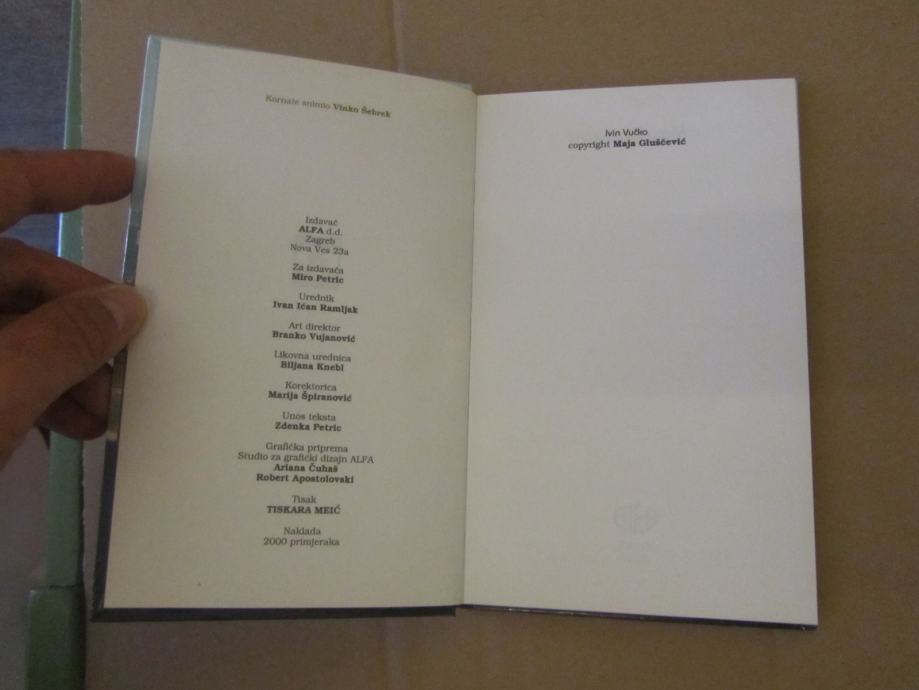 Kornate snimio Vinko Šebrek
Izdavač
ALFA d.d.
Zagreb
Nova Ves 23a
Za izdavača
Miro Petric
Urednik
Ivan Ićan Ramljak
Art direktor
Branko Vujanović
Likovna urednica
Biljana Knebl
Korektorica
Marija Špiranović
Unos teksta
Zdenka Petric
Grafička priprema
Studio za grafički dizajn ALFA
Ariana Čuhaš
Robert Apostolovski
Tisak
TISKARA MEIĆ
Naklada
2000 primjeraka
Ivin Vučko
copyright Maja Gluščević